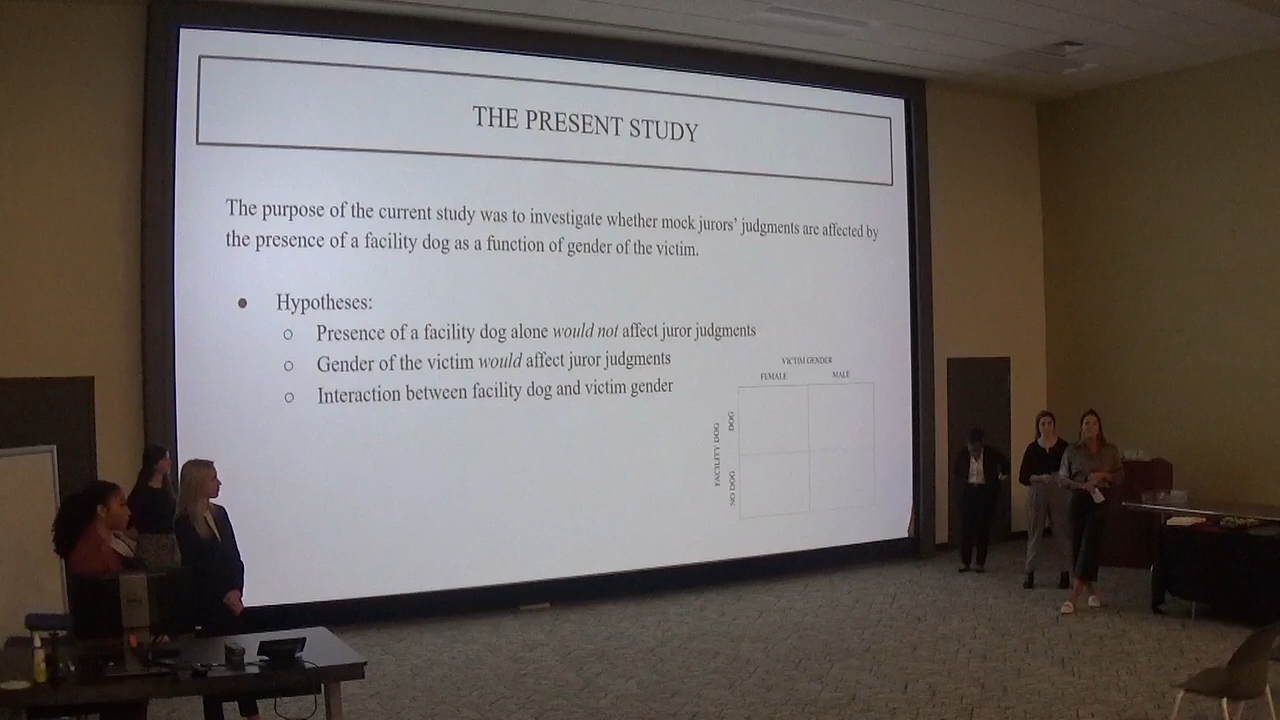 THE PRESENT STUDY
The purpose of the current study was to investigate whether mock jurors' judgments are affected by
the presence of a facility dog as a function of gender of the victim.
● Hypotheses:
○ Presence of a facility dog alone would not affect juror judgments
○ Gender of the victim would affect juror judgments
○ Interaction between facility dog and victim gender
VICTIM GENDER
FEMALE MALE
FACILITY DOG
DOG
NO DOG